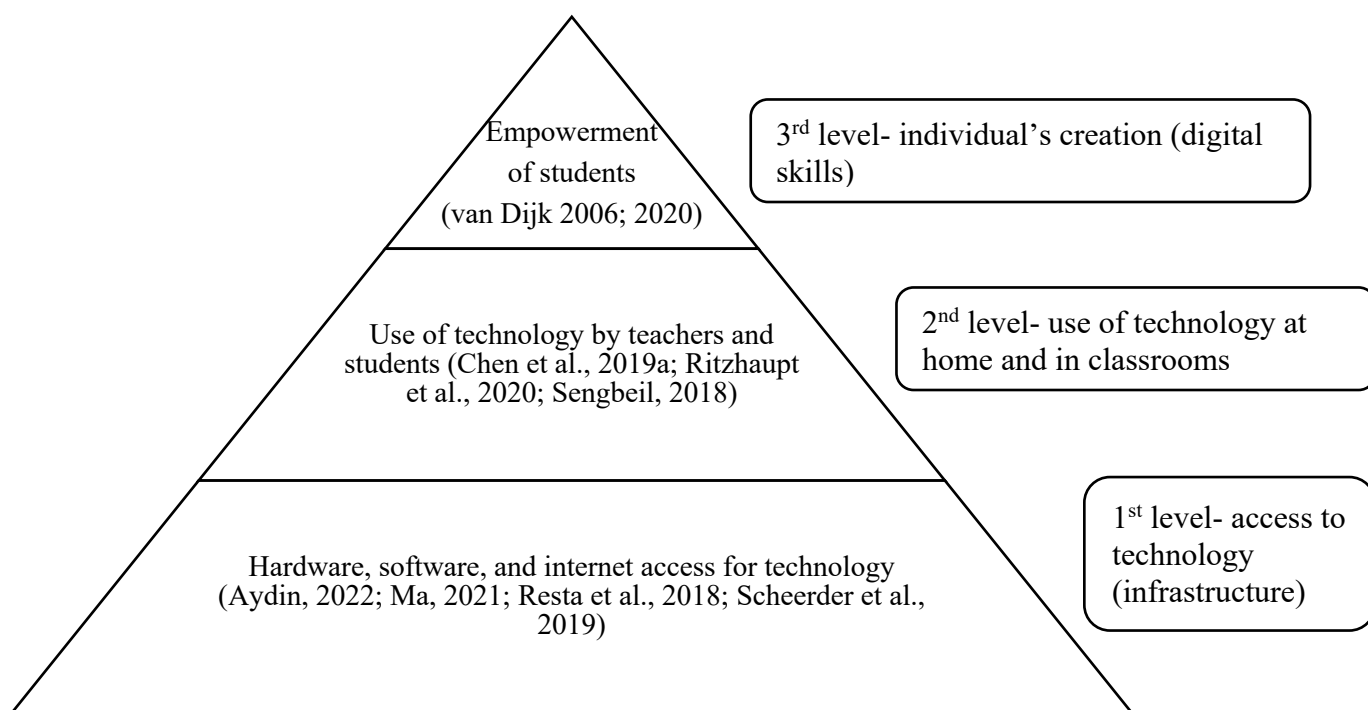 Empowerment
of students
(van Dijk 2006; 2020)
3rd level- individual’s creation (digital
skills)
Use of technology by teachers and
students (Chen et al., 2019a; Ritzhaupt
et al., 2020; Sengbeil, 2018)
2nd level- use of technology at
home and in classrooms
Hardware, software, and internet access for technology
(Aydin, 2022; Ma, 2021; Resta et al., 2018; Scheerder et al.,
2019)
1st level- access to
technology
(infrastructure)